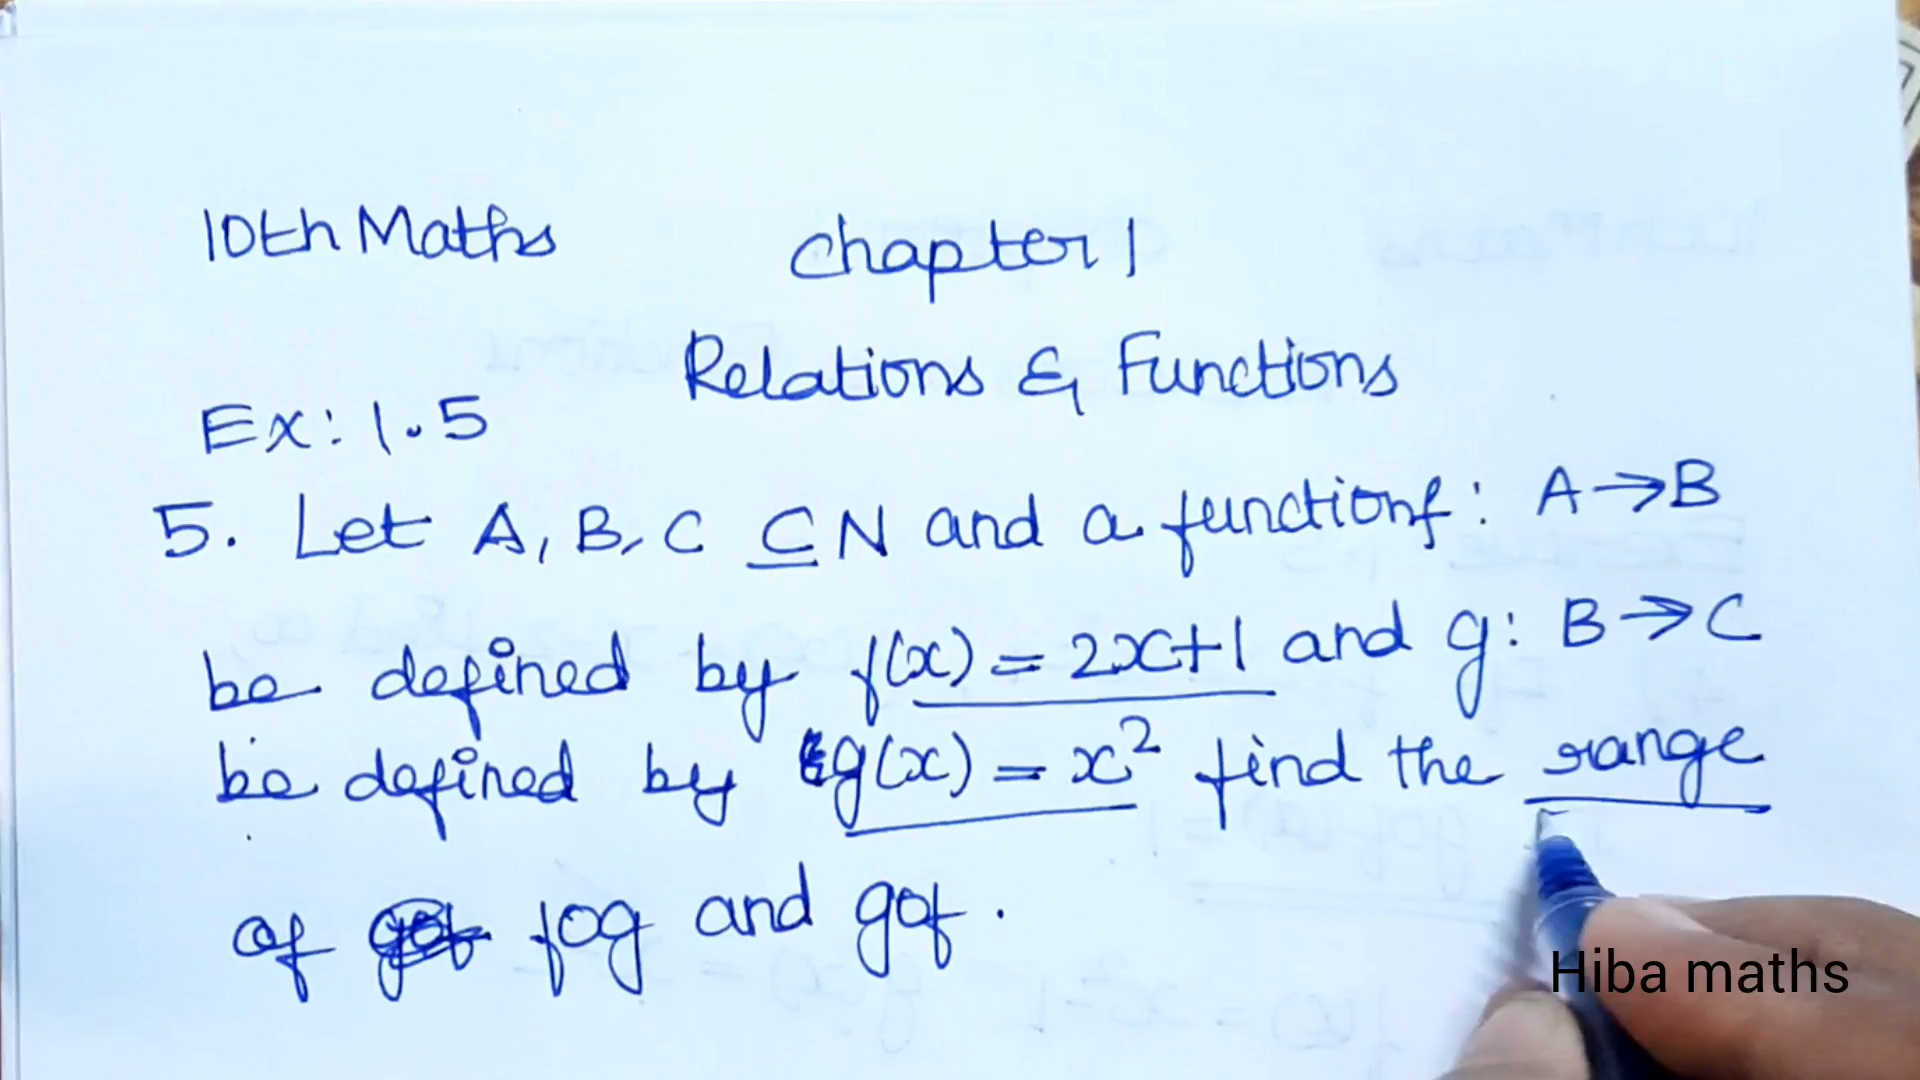 10th Maths chapter 1
Relations & Functions
Ex: 1.5
5. Let A, B, C ⊆ N and a function f: A→B
be defined by f(x) = 2x+1 and g: B→C
be defined by g(x) = x² find the range
of fog and gof.
Hiba maths